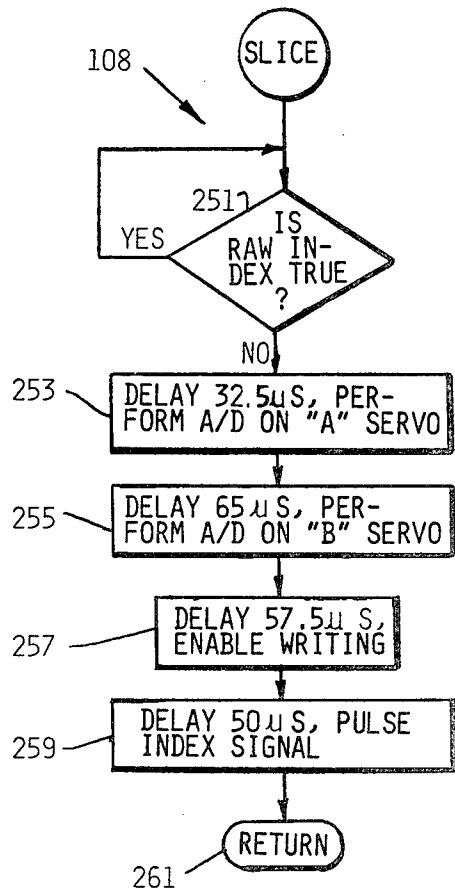 SLICE
108
251
IS
RAW IN-
DEX TRUE
?
YES
NO
253
DELAY 32.5µS, PER-
FORM A/D ON "A" SERVO
255
DELAY 65µS, PER-
FORM A/D ON "B" SERVO
257
DELAY 57.5µS,
ENABLE WRITING
259
DELAY 50µS, PULSE
INDEX SIGNAL
RETURN
261